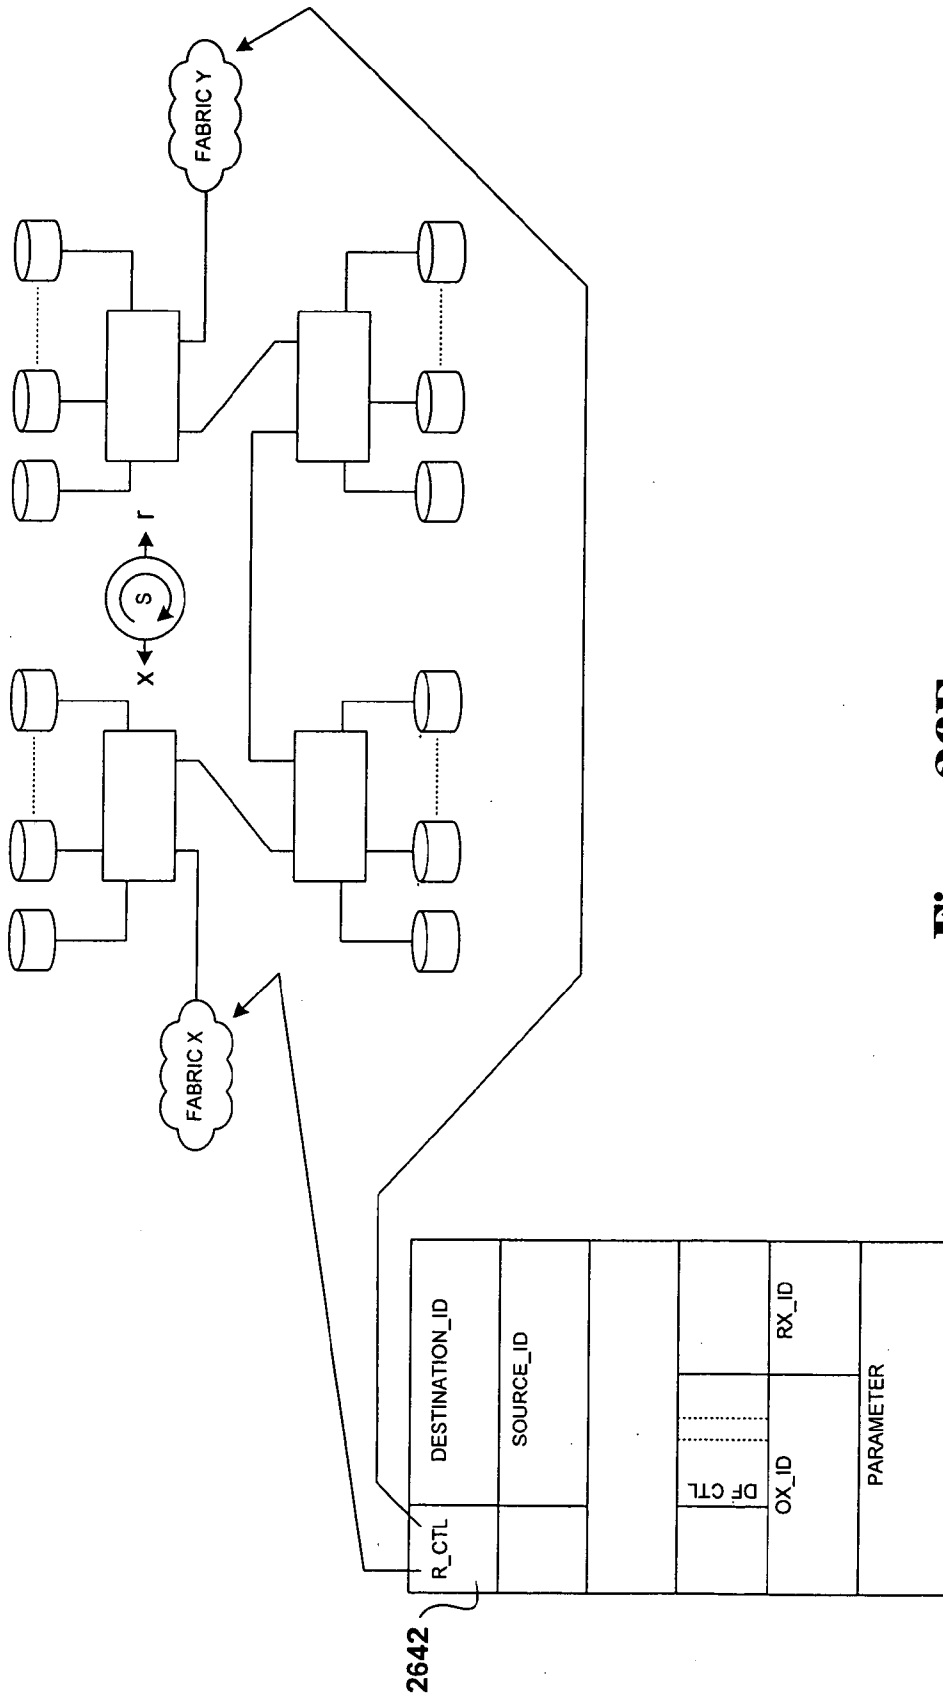 FABRIC X
FABRIC Y
x
S
r
2642
R_CTL
DESTINATION_ID
SOURCE_ID
DF CTL
OX_ID
RX_ID
PARAMETER